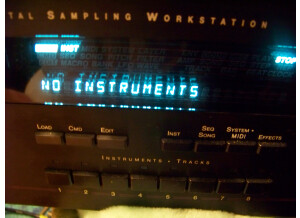 TAL SAMPLING WORKSTATION
INST
STOP
NO INSTRUMENTS
LOAD CMD EDIT INST SEQ SONG SYSTEM• MIDI EFFECTS
INSTRUMENTS • TRACKS
1 2 3 4 5 6 7 8